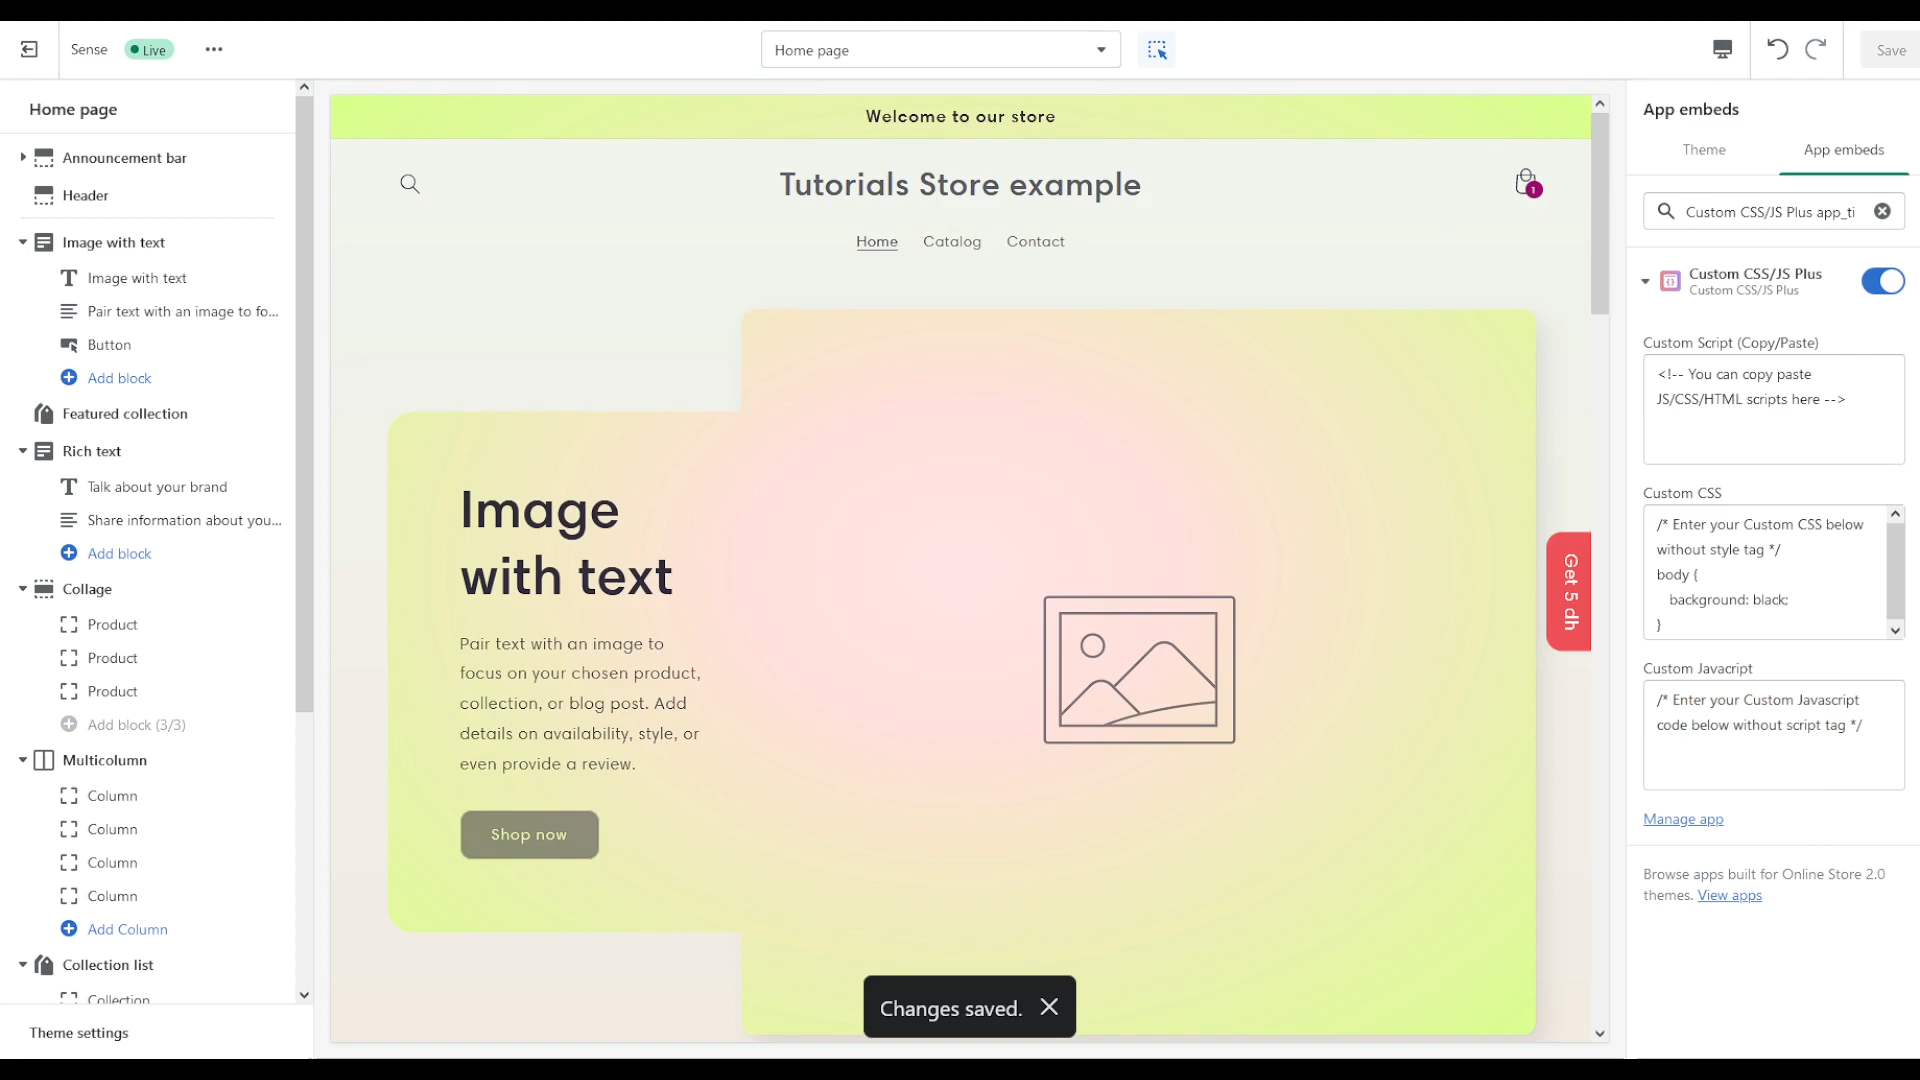 Sense
Live
Home page
Save
Home page
Announcement bar
Header
Image with text
Image with text
Pair text with an image to fo...
Button
Add block
Featured collection
Rich text
Talk about your brand
Share information about you...
Add block
Collage
Product
Product
Product
Add block (3/3)
Multicolumn
Column
Column
Column
Column
Add Column
Collection list
Collection
Theme settings
Welcome to our store
Tutorials Store example
1
Home Catalog Contact
Image
with text
Pair text with an image to
focus on your chosen product,
collection, or blog post. Add
details on availability, style, or
even provide a review.
Shop now
Get 5 dh
Changes saved.
App embeds
Theme App embeds
Custom CSS/JS Plus app_ti
Custom CSS/JS Plus
Custom CSS/JS Plus
Custom Script (Copy/Paste)
<!-- You can copy paste
JS/CSS/HTML scripts here -->
Custom CSS
/* Enter your Custom CSS below
without style tag */
body {
background: black;
}
Custom Javacript
/* Enter your Custom Javascript
code below without script tag */
Manage app
Browse apps built for Online Store 2.0
themes. View apps